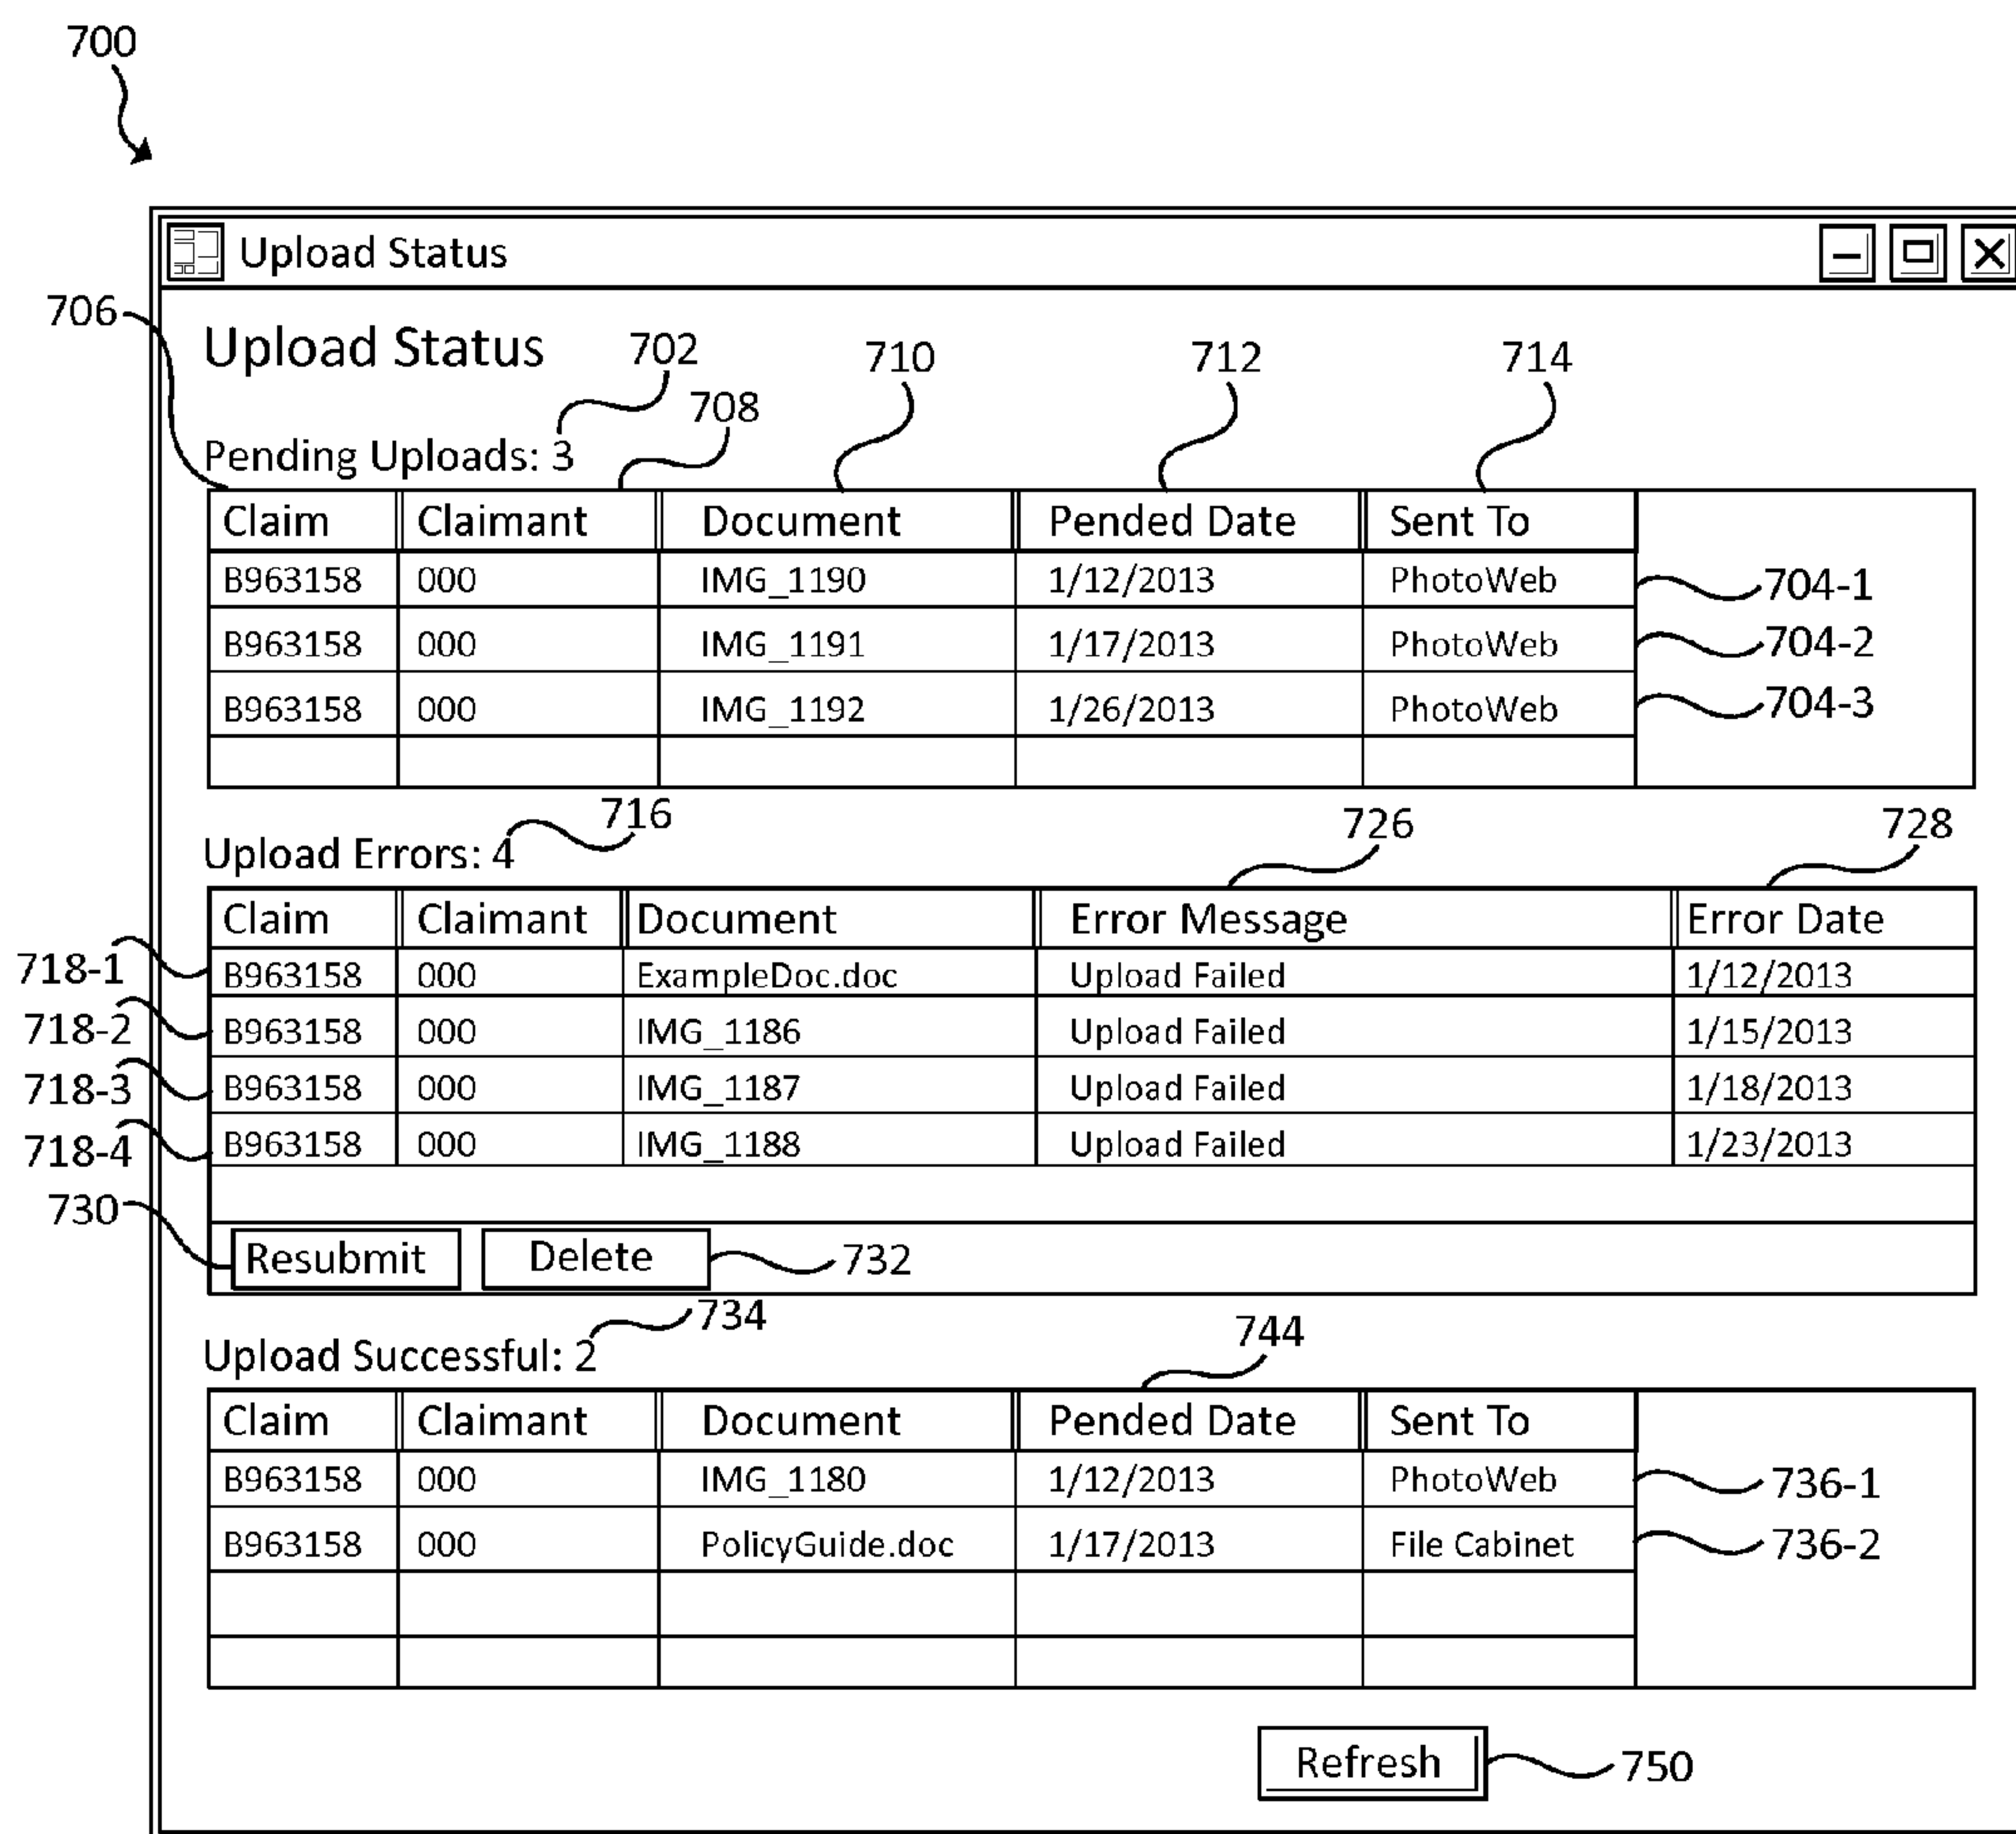 700
Upload Status
706
Upload Status 702 710 712 714
708
Pending Uploads: 3
Claim Claimant Document Pended Date Sent To
B963158 000 IMG_1190 1/12/2013 PhotoWeb 704-1
B963158 000 IMG_1191 1/17/2013 PhotoWeb 704-2
B963158 000 IMG_1192 1/26/2013 PhotoWeb 704-3
716 726 728
Upload Errors: 4
Claim Claimant Document Error Message Error Date
718-1 B963158 000 ExampleDoc.doc Upload Failed 1/12/2013
718-2 B963158 000 IMG_1186 Upload Failed 1/15/2013
718-3 B963158 000 IMG_1187 Upload Failed 1/18/2013
718-4 B963158 000 IMG_1188 Upload Failed 1/23/2013
730
Resubmit Delete 732
734 744
Upload Successful: 2
Claim Claimant Document Pended Date Sent To
B963158 000 IMG_1180 1/12/2013 PhotoWeb 736-1
B963158 000 PolicyGuide.doc 1/17/2013 File Cabinet 736-2
Refresh 750